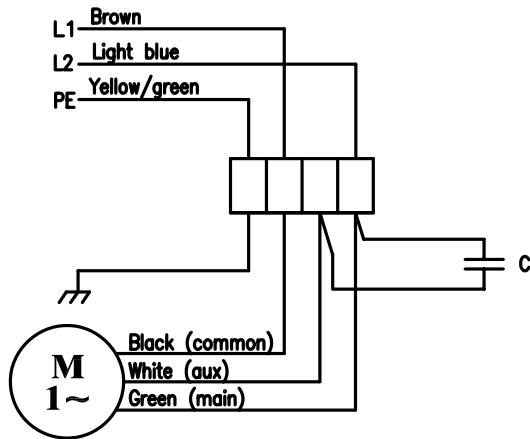 L1 Brown
L2 Light blue
PE Yellow/green
C
Black (common)
White (aux)
Green (main)
M
1~